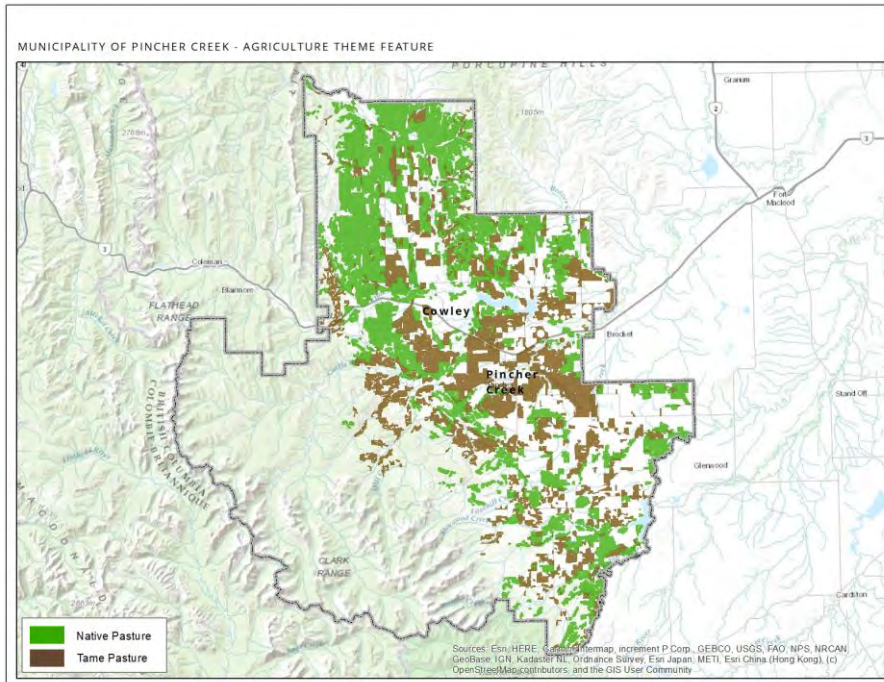 MUNICIPALITY OF PINCHER CREEK - AGRICULTURE THEME FEATURE
PORCUPINE HILLS
Granum
2
3
Fort
Macleod
3
Coleman
Blairmore
FLATHEAD
RANGE
Cowley
Brocket
Pincher
Creek
Stand Off
BRITISH COLUMBIA
COLOMBIE-BRITANNIQUE
Glenwood
CLARK
RANGE
Cardston
Native Pasture
Tame Pasture
Sources: Esri, HERE, Garmin, Intermap, increment P Corp., GEBCO, USGS, FAO, NPS, NRCAN,
GeoBase, IGN, Kadaster NL, Ordnance Survey, Esri Japan, METI, Esri China (Hong Kong), (c)
OpenStreetMap contributors, and the GIS User Community